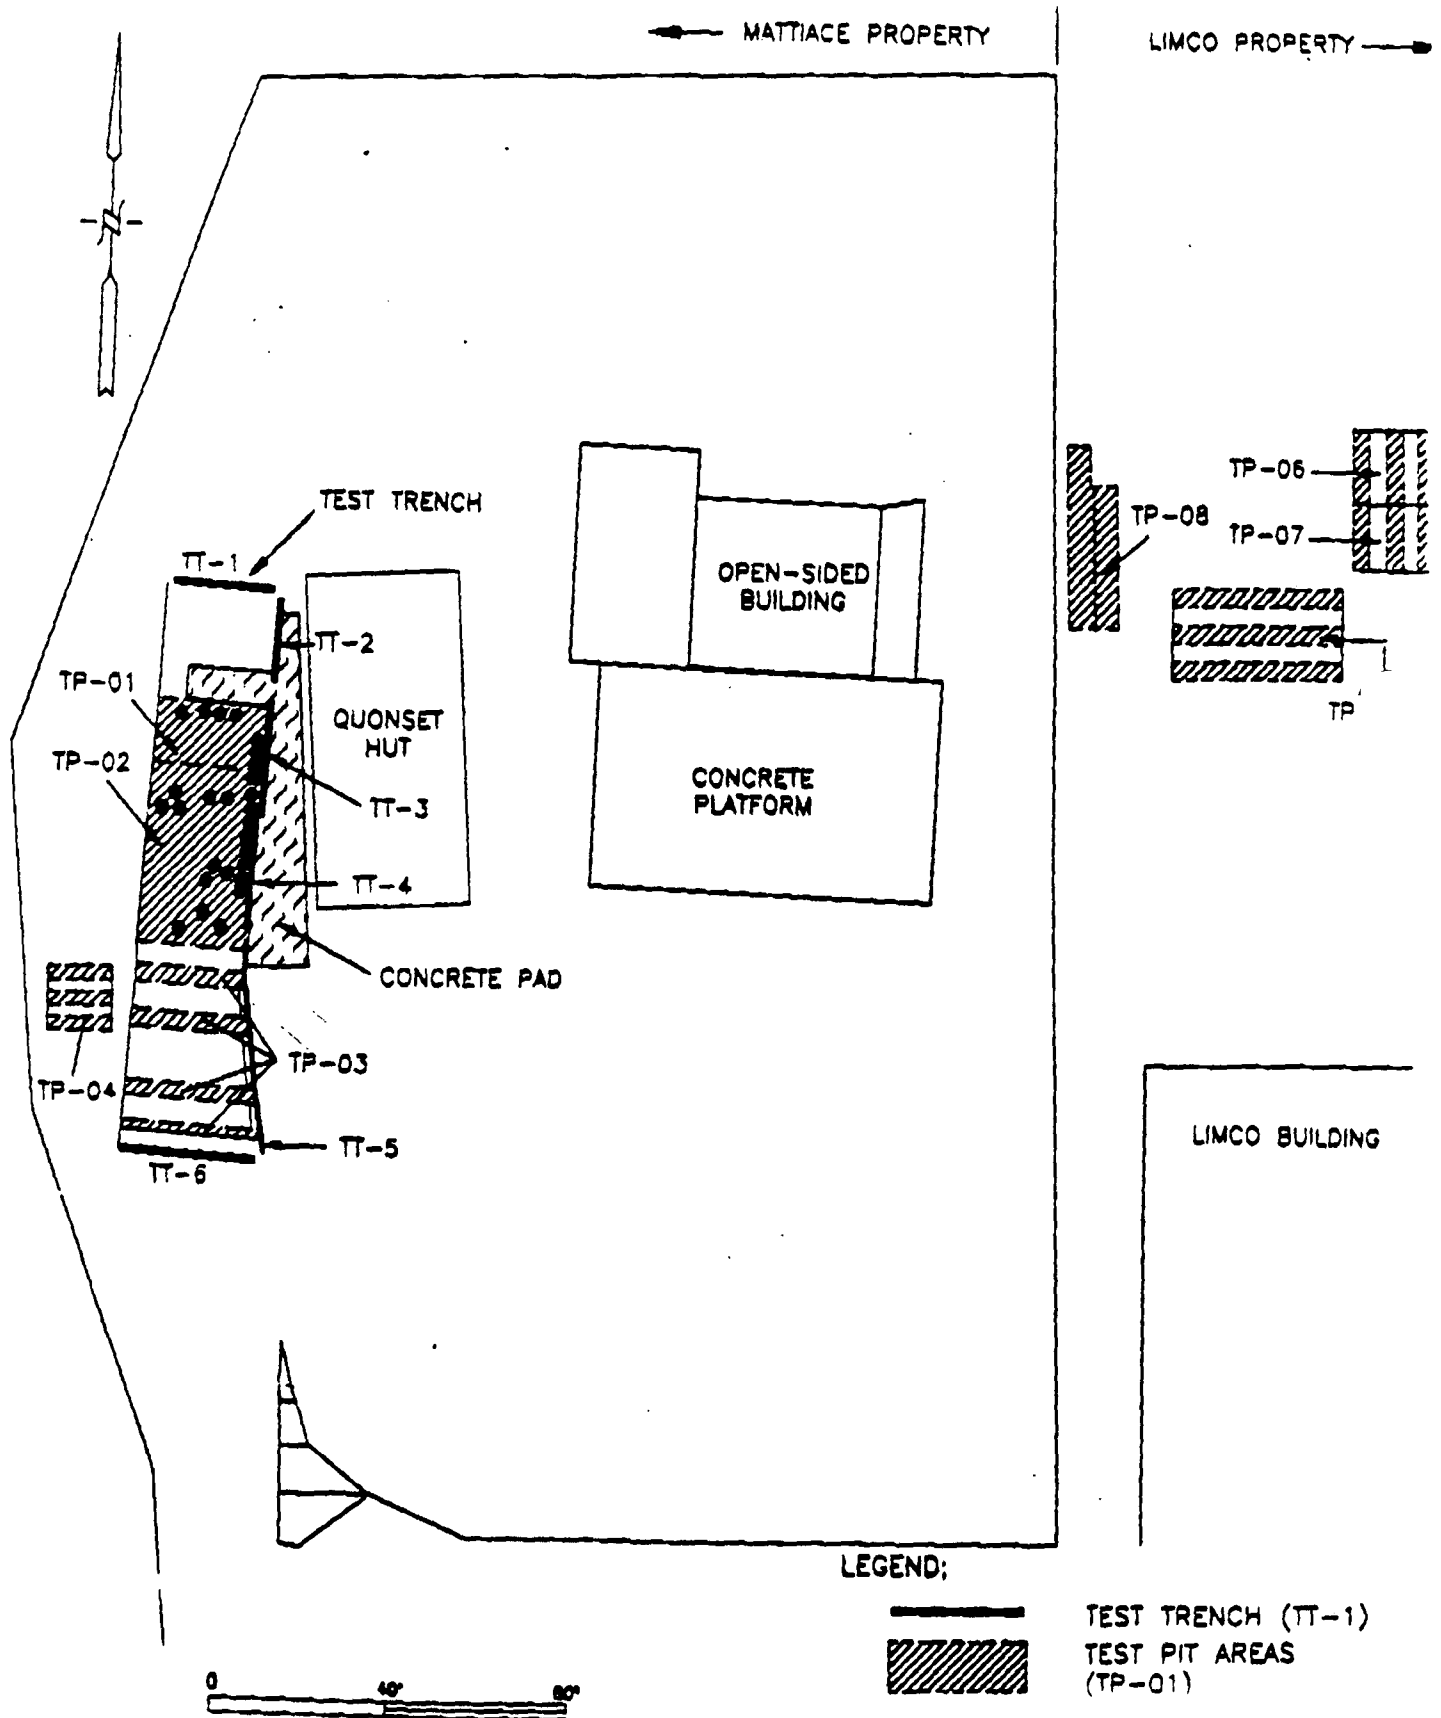 MATTIACE PROPERTY
LIMCO PROPERTY
N
TEST TRENCH
TT-1
TT-2
TP-01
TP-02
QUONSET
HUT
TT-3
TT-4
CONCRETE PAD
TP-03
TP-04
TT-5
TT-6
OPEN-SIDED
BUILDING
CONCRETE
PLATFORM
TP-06
TP-08
TP-07
TP
LIMCO BUILDING
LEGEND;
TEST TRENCH (TT-1)
TEST PIT AREAS
(TP-01)
0 40' 80'